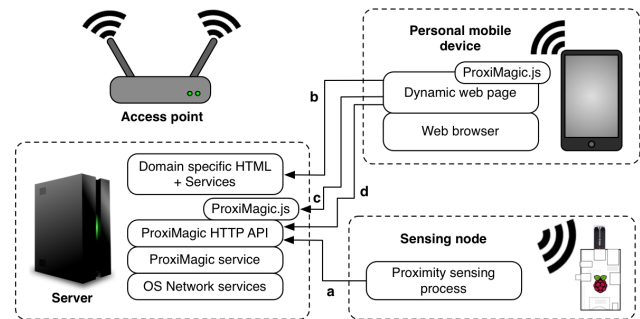 Access point
Personal mobile
device
ProxiMagic.js
Dynamic web page
Web browser
b
c
d
a
Domain specific HTML
+ Services
ProxiMagic.js
ProxiMagic HTTP API
ProxiMagic service
OS Network services
Server
Sensing node
Proximity sensing
process